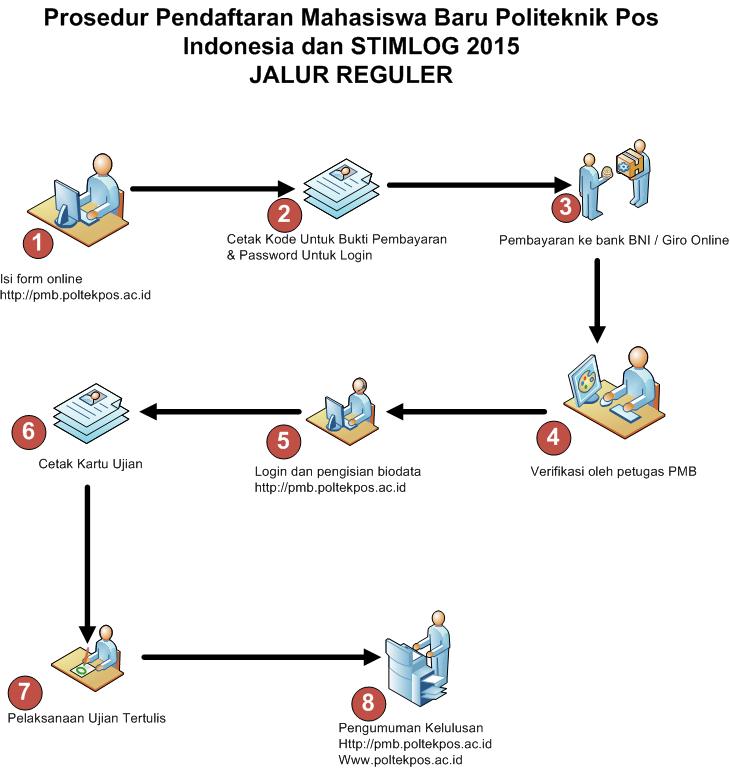 Prosedur Pendaftaran Mahasiswa Baru Politeknik Pos
Indonesia dan STIMLOG 2015
JALUR REGULER
1
Isi form online
http://pmb.poltekpos.ac.id
2
Cetak Kode Untuk Bukti Pembayaran
& Password Untuk Login
3
Pembayaran ke bank BNI / Giro Online
4
Verifikasi oleh petugas PMB
5
Login dan pengisian biodata
http://pmb.poltekpos.ac.id
6
Cetak Kartu Ujian
7
Pelaksanaan Ujian Tertulis
8
Pengumuman Kelulusan
Http://pmb.poltekpos.ac.id
Www.poltekpos.ac.id